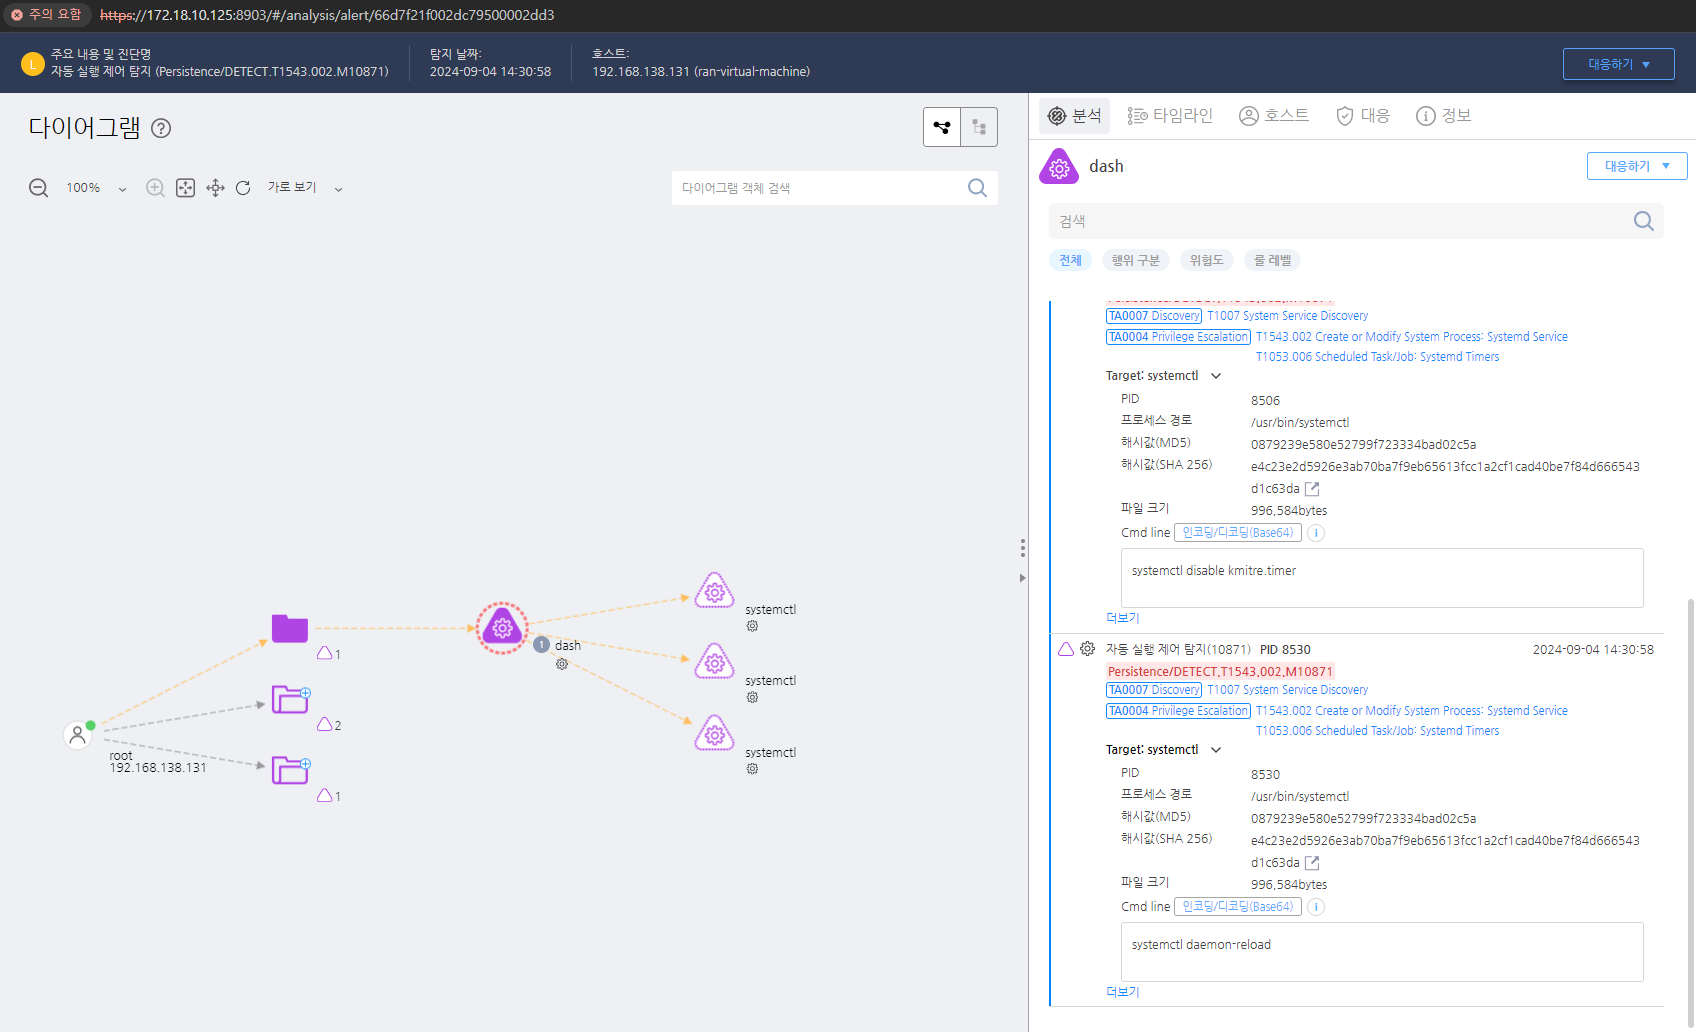 주의 요함 https://172.18.10.125:8903/#/analysis/alert/66d7f21f002dc79500002dd3
L
주요 내용 및 진단명
자동 실행 제어 탐지 (Persistence/DETECT.T1543.002.M10871)
탐지 날짜:
2024-09-04 14:30:58
호스트:
192.168.138.131 (ran-virtual-machine)
대응하기
다이어그램 ?
100%
가로 보기
다이어그램 객체 검색
root
192.168.138.131
1
2
1
1 dash
systemctl
systemctl
systemctl
분석 타임라인 호스트 대응 정보
dash
대응하기
검색
전체 행위 구분 위험도 룰 레벨
Persistence/DETECT.T1543.002.M10871
TA0007 Discovery T1007 System Service Discovery
TA0004 Privilege Escalation T1543.002 Create or Modify System Process: Systemd Service
T1053.006 Scheduled Task/Job: Systemd Timers
Target: systemctl
PID 8506
프로세스 경로 /usr/bin/systemctl
해시값(MD5) 0879239e580e52799f723334bad02c5a
해시값(SHA 256) e4c23e2d5926e3ab70ba7f9eb65613fcc1a2cf1cad40be7f84d666543
d1c63da
파일 크기 996,584bytes
Cmd line 인코딩/디코딩(Base64) i
systemctl disable kmitre.timer
더보기
자동 실행 제어 탐지(10871) PID 8530 2024-09-04 14:30:58
Persistence/DETECT.T1543.002.M10871
TA0007 Discovery T1007 System Service Discovery
TA0004 Privilege Escalation T1543.002 Create or Modify System Process: Systemd Service
T1053.006 Scheduled Task/Job: Systemd Timers
Target: systemctl
PID 8530
프로세스 경로 /usr/bin/systemctl
해시값(MD5) 0879239e580e52799f723334bad02c5a
해시값(SHA 256) e4c23e2d5926e3ab70ba7f9eb65613fcc1a2cf1cad40be7f84d666543
d1c63da
파일 크기 996,584bytes
Cmd line 인코딩/디코딩(Base64) i
systemctl daemon-reload
더보기